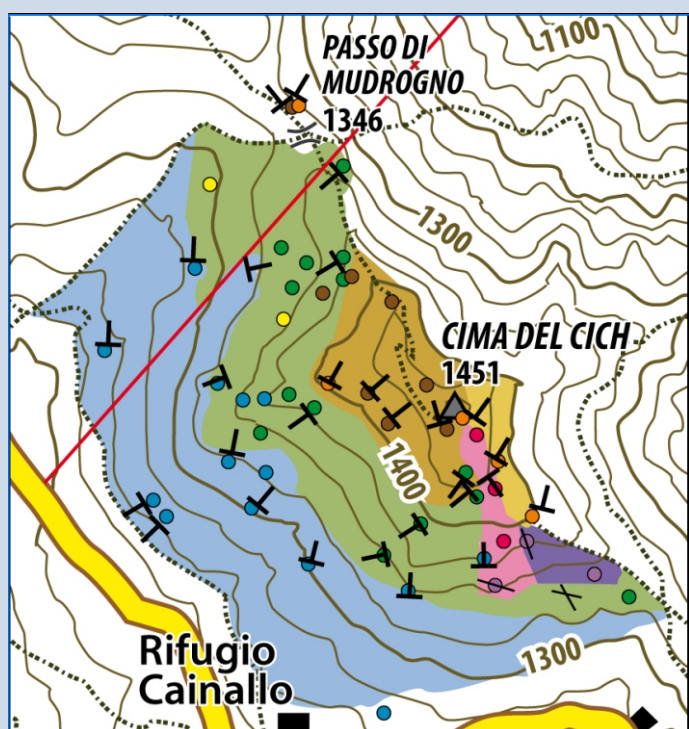 1100
PASSO DI
MUDROGNO
1346
1300
CIMA DEL CICH
1451
1400
Rifugio
Cainallo
1300